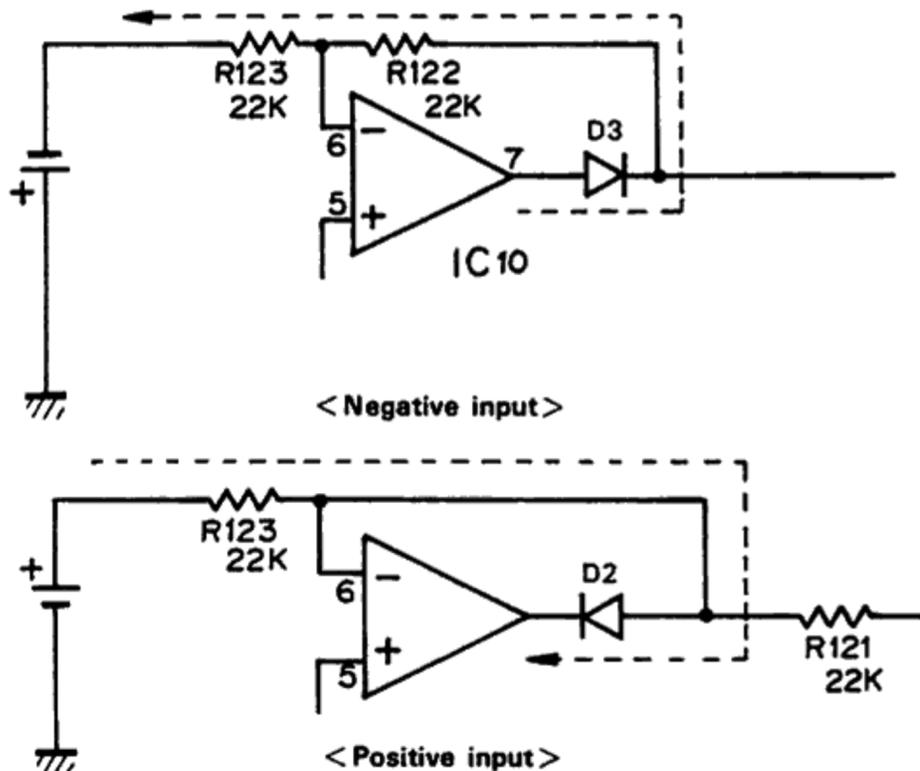 R123
22K
R122
22K
6
−
5
+
7
D3
IC10
+
<Negative input>
R123
22K
+
6
−
5
+
D2
R121
22K
<Positive input>